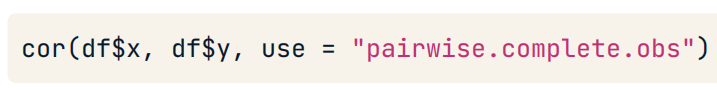 cor(df$x, df$y, use = "pairwise.complete.obs")